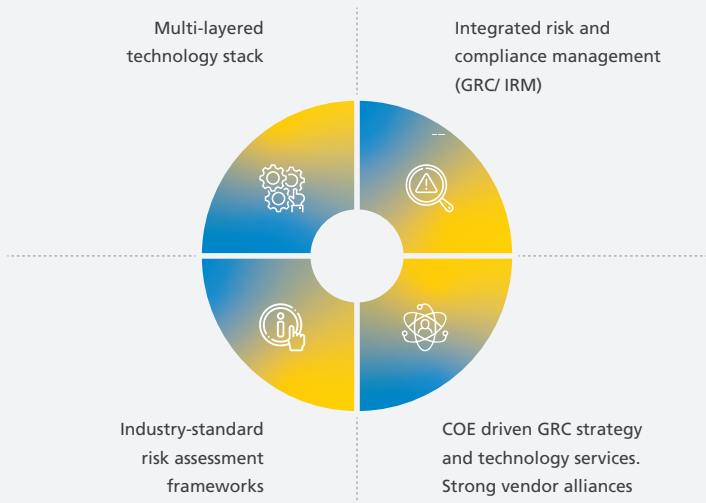 Multi-layered
technology stack
Integrated risk and
compliance management
(GRC/ IRM)
Industry-standard
risk assessment
frameworks
COE driven GRC strategy
and technology services.
Strong vendor alliances